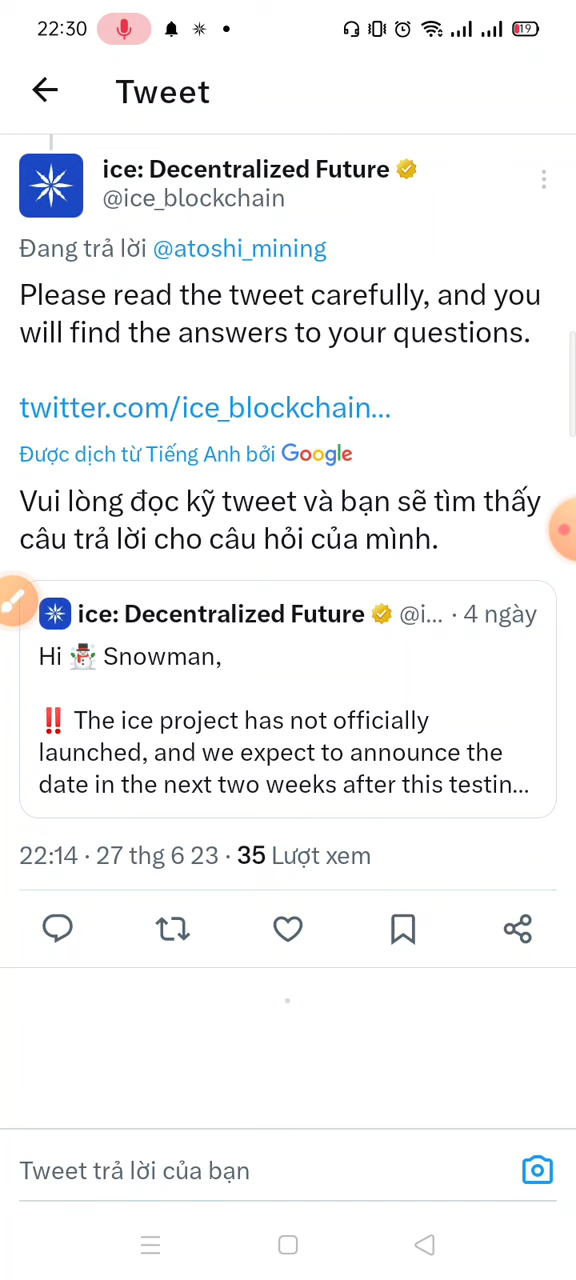 22:30
19
Tweet
ice: Decentralized Future
@ice_blockchain
Đang trả lời @atoshi_mining
Please read the tweet carefully, and you
will find the answers to your questions.
twitter.com/ice_blockchain...
Được dịch từ Tiếng Anh bởi Google
Vui lòng đọc kỹ tweet và bạn sẽ tìm thấy
câu trả lời cho câu hỏi của mình.
ice: Decentralized Future @i... · 4 ngày
Hi ☃️ Snowman,
‼️ The ice project has not officially
launched, and we expect to announce the
date in the next two weeks after this testin...
22:14 · 27 thg 6 23 · 35 Lượt xem
Tweet trả lời của bạn